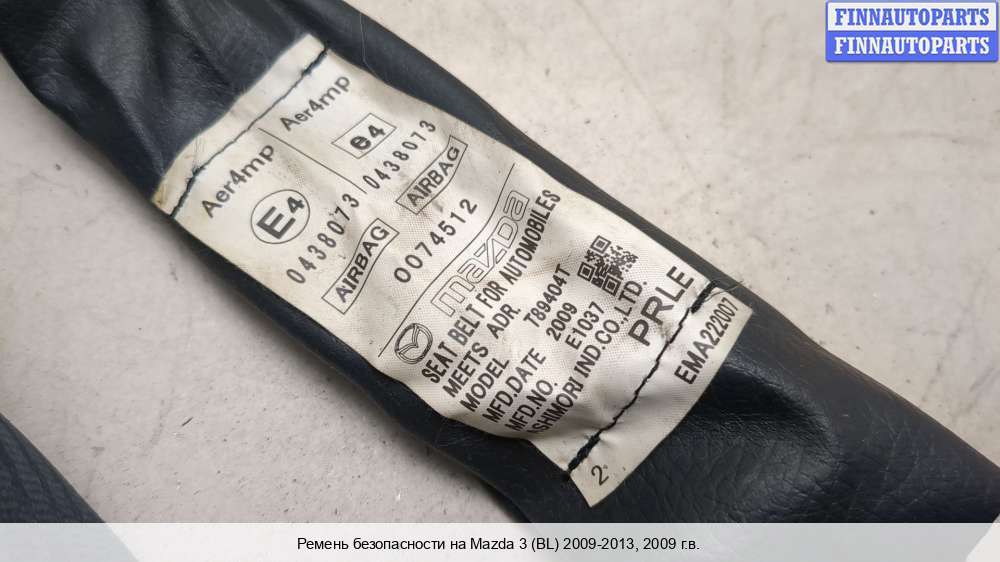 FINNAUTOPARTS
FINNAUTOPARTS
Aer4mp
Aer4mp
E4
e4
0438073
0438073
AIRBAG
AIRBAG
0074512
mazda
SEAT BELT FOR AUTOMOBILES
MEETS ADR.
MODEL T89404T
MFD.DATE 2009
MFD.NO. E1037
ASHIMORI IND.CO.,LTD.
PRLE
EMA222007
2
Ремень безопасности на Mazda 3 (BL) 2009-2013, 2009 г.в.